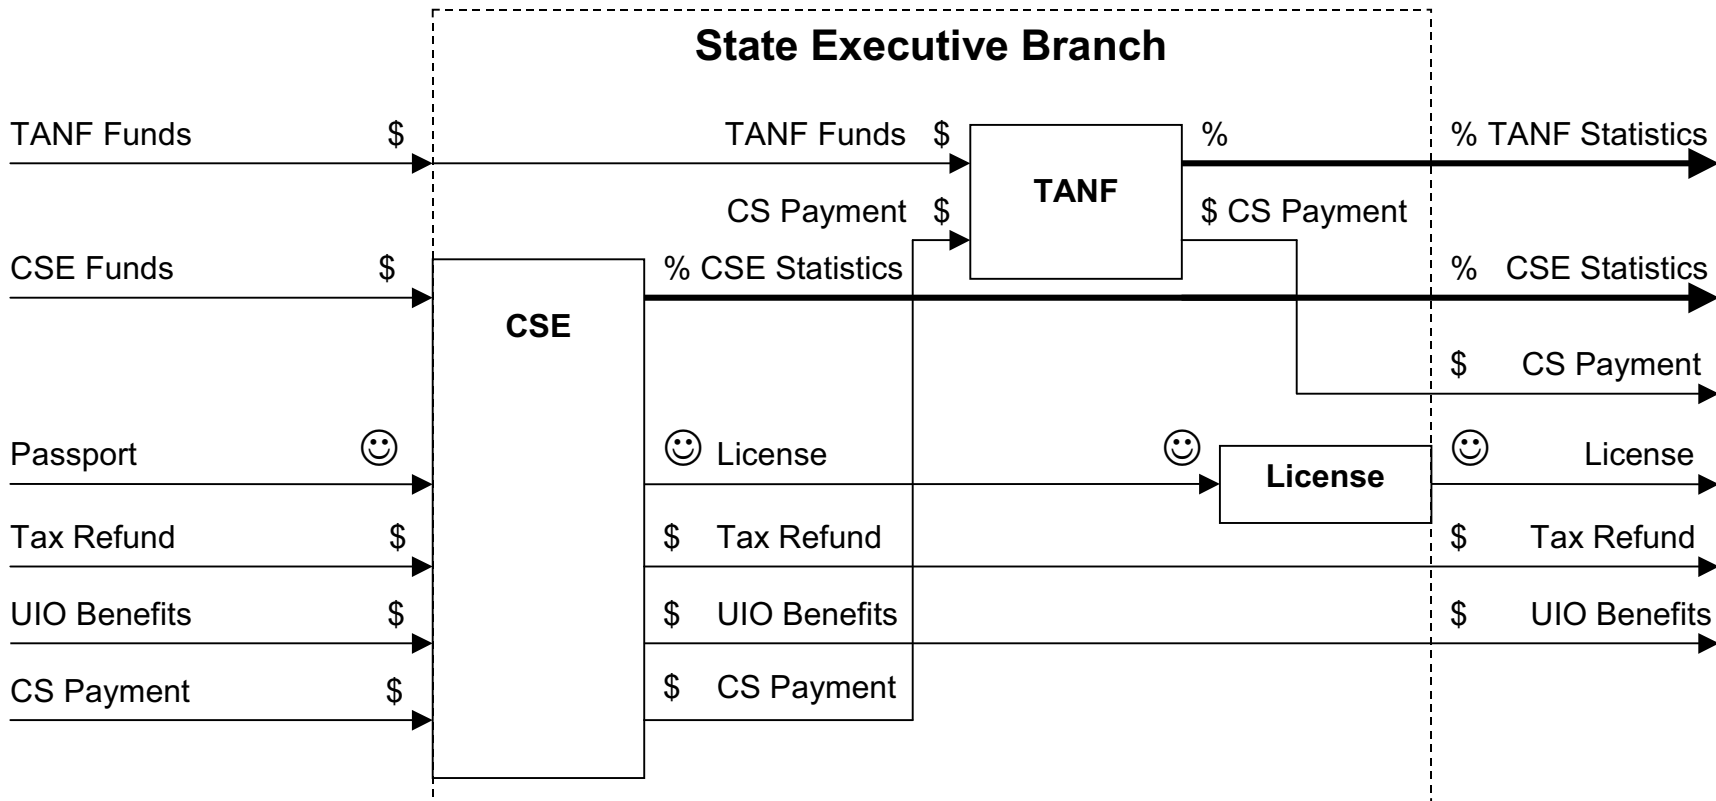 State Executive Branch
TANF Funds $ TANF Funds $ % % TANF Statistics
TANF
CS Payment $ $ CS Payment
CSE Funds $ % CSE Statistics % CSE Statistics
CSE
$ CS Payment
Passport ☺ ☺ License ☺ ☺ License
License
Tax Refund $ $ Tax Refund $ Tax Refund
UIO Benefits $ $ UIO Benefits $ UIO Benefits
CS Payment $ $ CS Payment